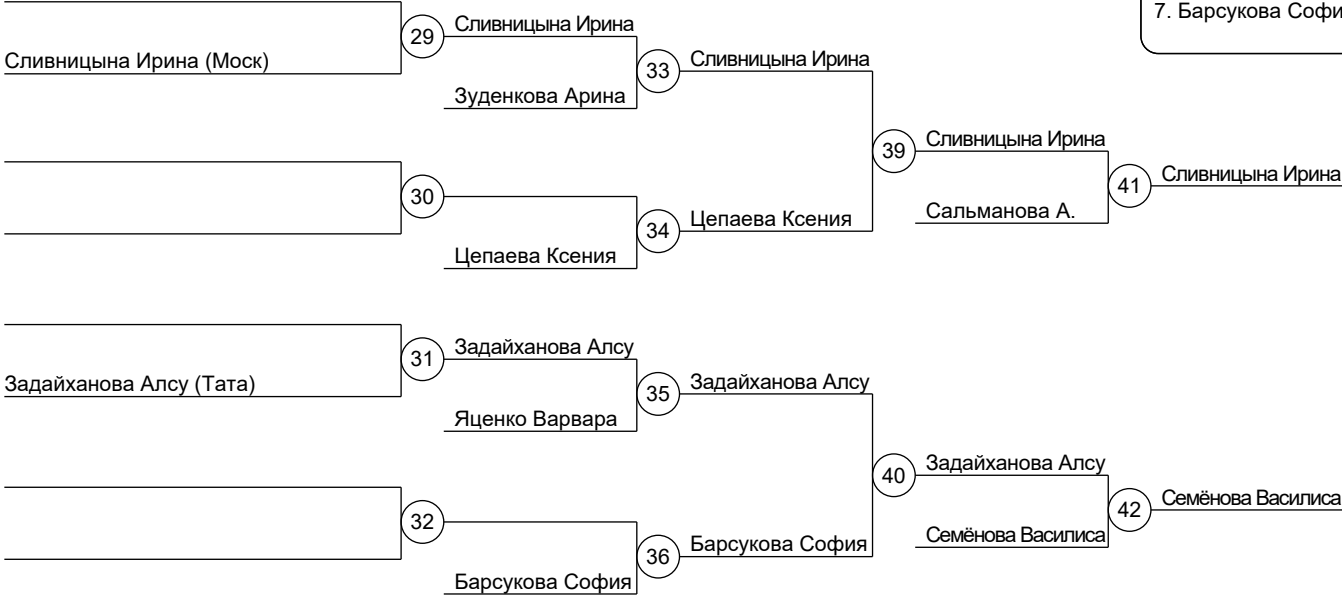 7. Барсукова Софи
Сливницына Ирина
29
Сливницына Ирина (Моск)
Сливницына Ирина
33
Зуденкова Арина
Сливницына Ирина
39
Сливницына Ирина
41
30
Сальманова А.
Цепаева Ксения
34
Цепаева Ксения
Задайханова Алсу
31
Задайханова Алсу (Тата)
Задайханова Алсу
35
Яценко Варвара
Задайханова Алсу
40
Семёнова Василиса
42
32
Семёнова Василиса
Барсукова София
36
Барсукова София